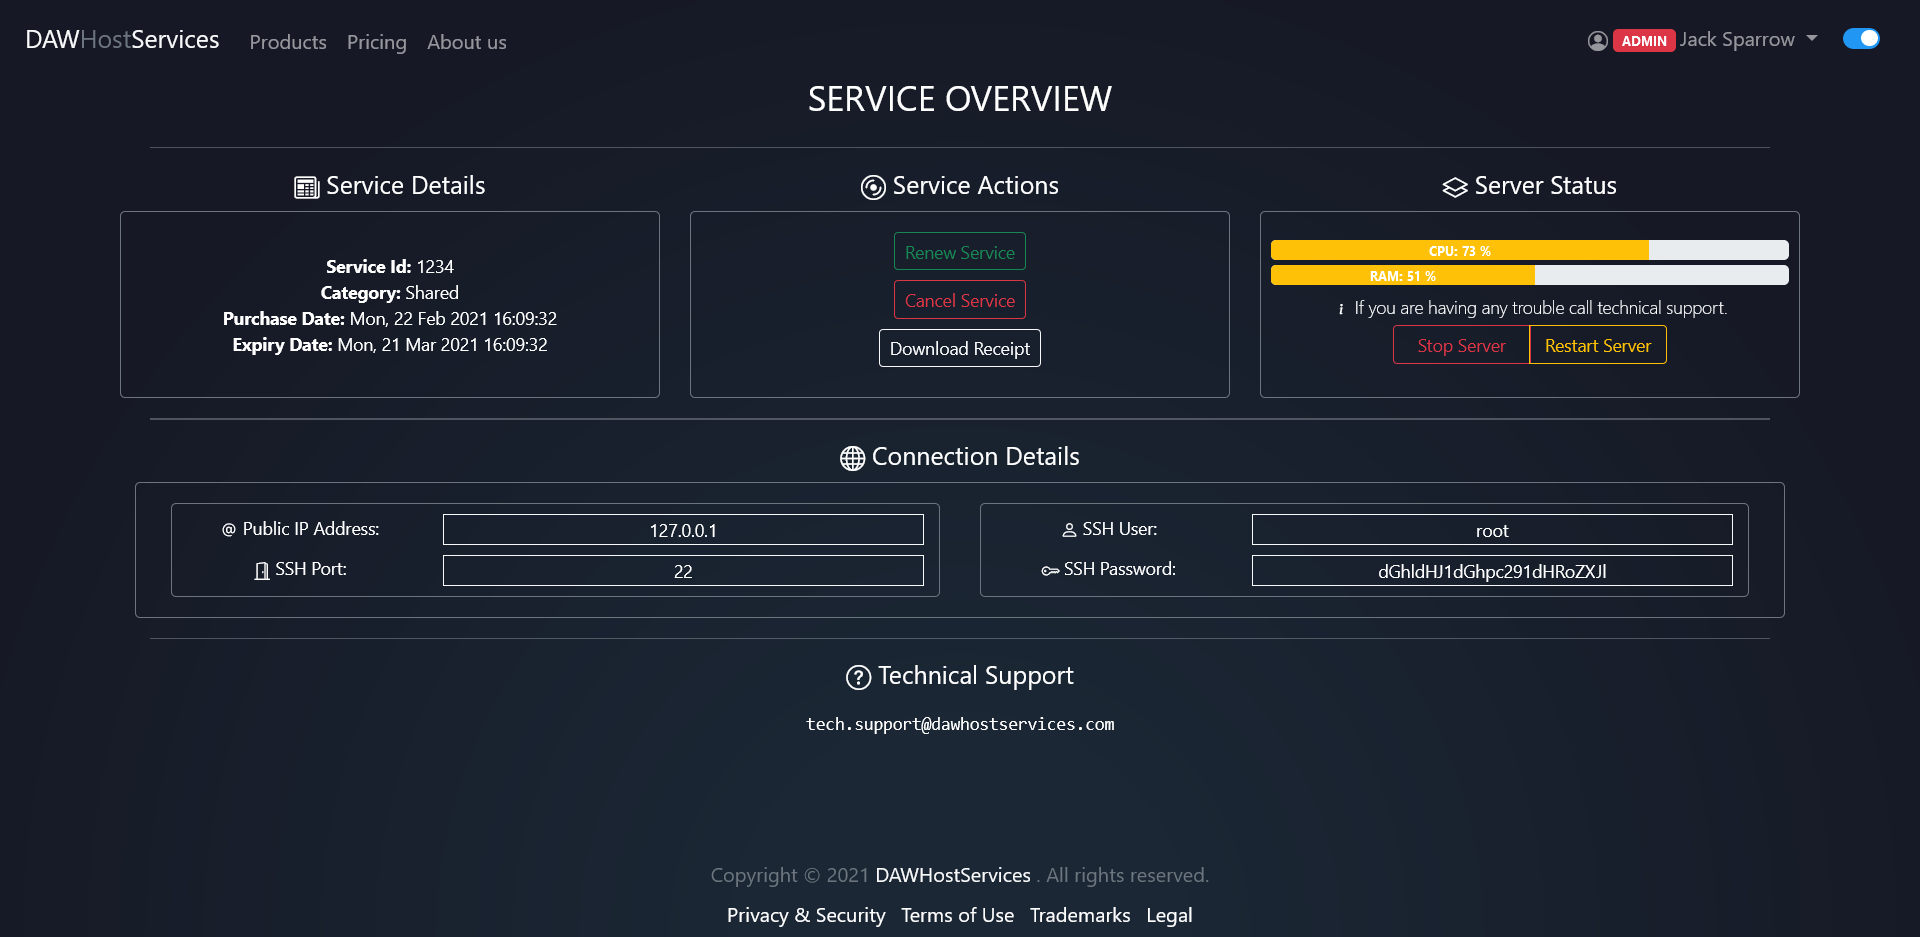 DAWHostServices Products Pricing About us ADMIN Jack Sparrow
SERVICE OVERVIEW
Service Details
Service Id: 1234
Category: Shared
Purchase Date: Mon, 22 Feb 2021 16:09:32
Expiry Date: Mon, 21 Mar 2021 16:09:32
Service Actions
Renew Service
Cancel Service
Download Receipt
Server Status
CPU: 73 %
RAM: 51 %
i If you are having any trouble call technical support.
Stop Server Restart Server
Connection Details
@ Public IP Address: 127.0.0.1
SSH Port: 22
SSH User: root
SSH Password: dGhldHJ1dGhpc291dHRoZXJl
Technical Support
tech.support@dawhostservices.com
Copyright © 2021 DAWHostServices . All rights reserved.
Privacy & Security Terms of Use Trademarks Legal